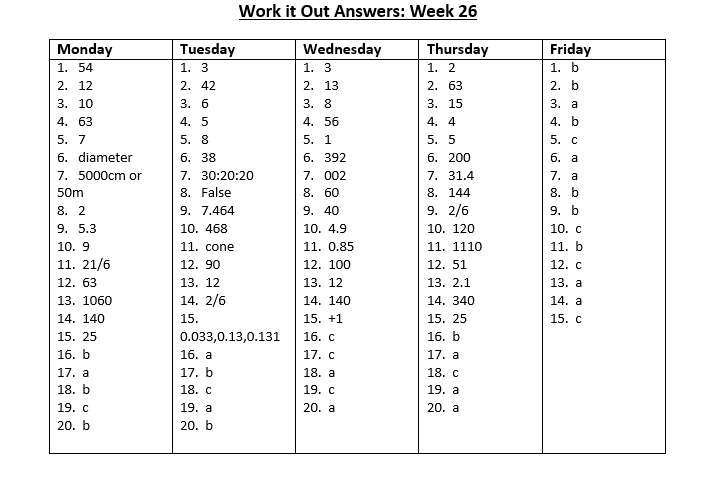 Work it Out Answers: Week 26
Monday
1. 54
2. 12
3. 10
4. 63
5. 7
6. diameter
7. 5000cm or
50m
8. 2
9. 5.3
10. 9
11. 21/6
12. 63
13. 1060
14. 140
15. 25
16. b
17. a
18. b
19. c
20. b
Tuesday
1. 3
2. 42
3. 6
4. 5
5. 8
6. 38
7. 30:20:20
8. False
9. 7.464
10. 468
11. cone
12. 90
13. 12
14. 2/6
15.
0.033,0.13,0.131
16. a
17. b
18. c
19. a
20. b
Wednesday
1. 3
2. 13
3. 8
4. 56
5. 1
6. 392
7. 002
8. 60
9. 40
10. 4.9
11. 0.85
12. 100
13. 12
14. 140
15. +1
16. c
17. c
18. a
19. c
20. a
Thursday
1. 2
2. 63
3. 15
4. 4
5. 5
6. 200
7. 31.4
8. 144
9. 2/6
10. 120
11. 1110
12. 51
13. 2.1
14. 340
15. 25
16. b
17. a
18. c
19. a
20. a
Friday
1. b
2. b
3. a
4. b
5. c
6. a
7. a
8. b
9. b
10. c
11. b
12. c
13. a
14. a
15. c